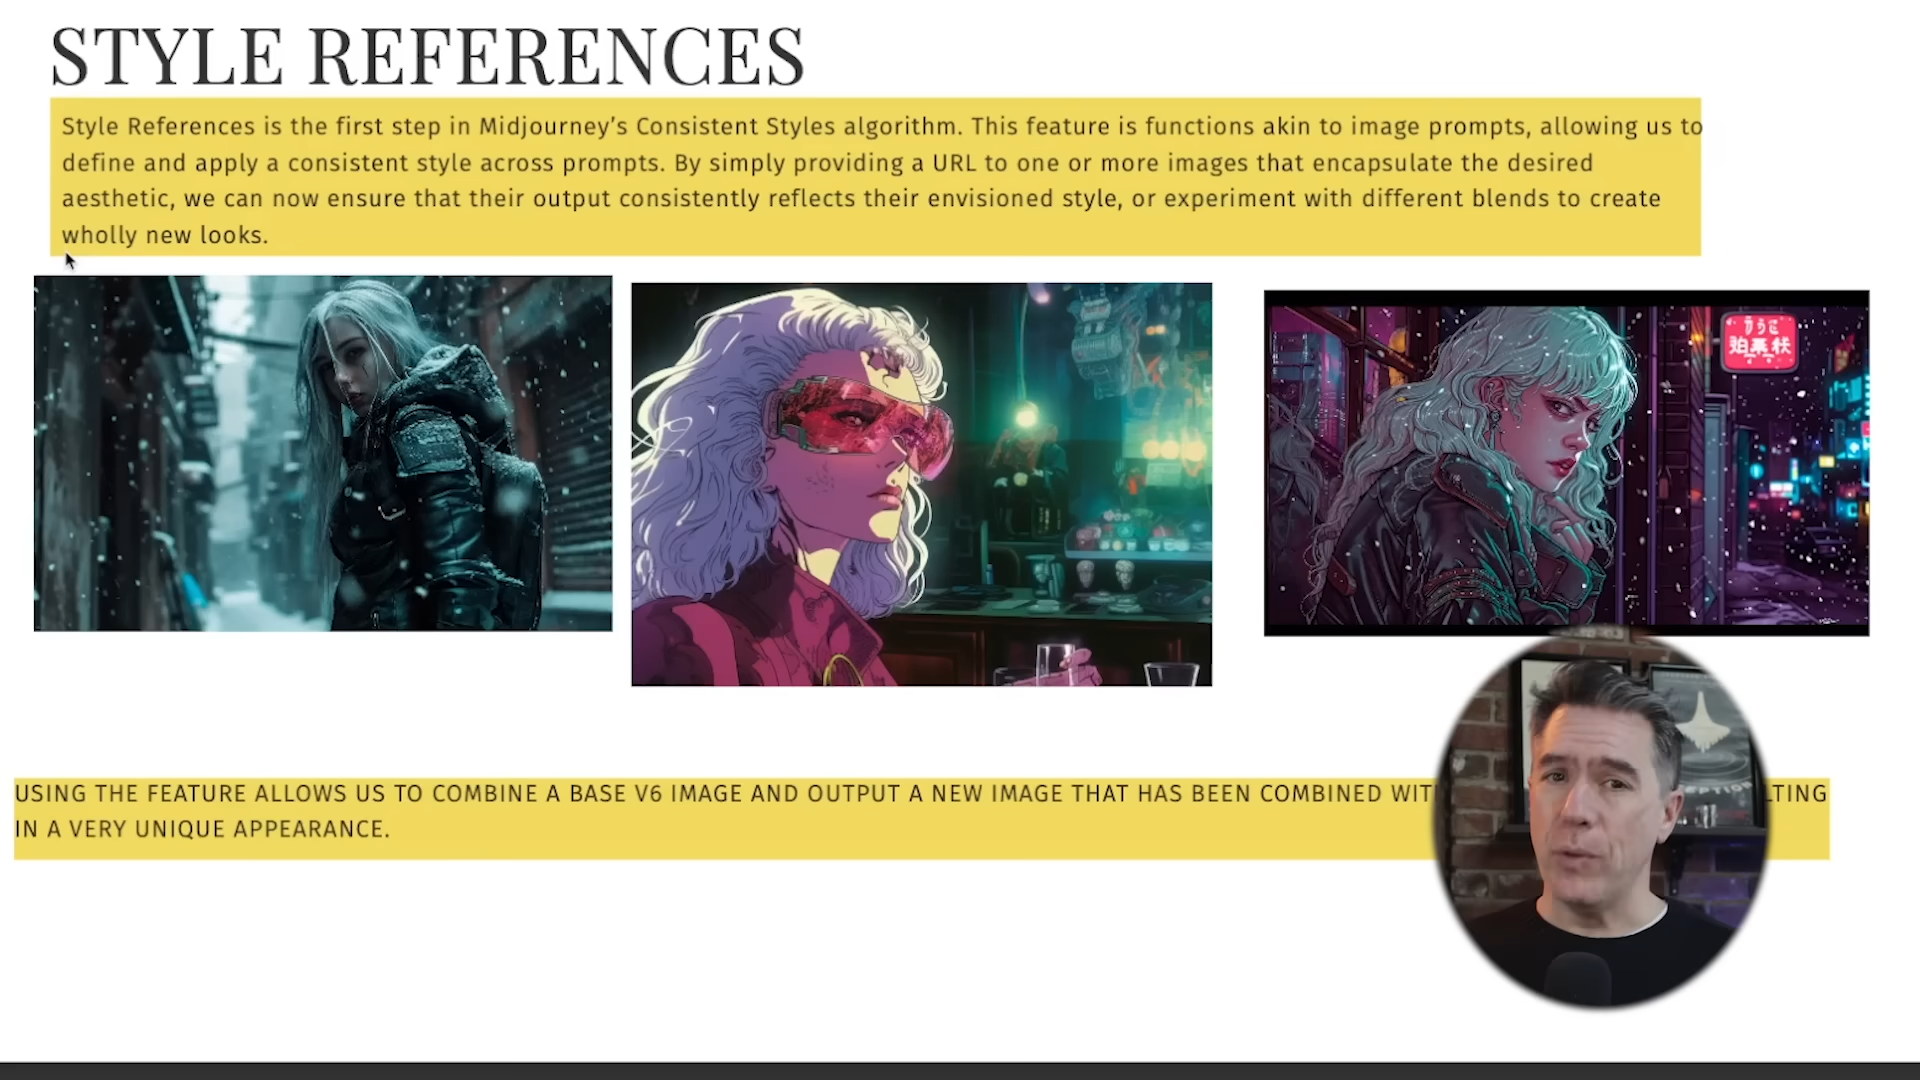 STYLE REFERENCES
Style References is the first step in Midjourney’s Consistent Styles algorithm. This feature is functions akin to image prompts, allowing us to
define and apply a consistent style across prompts. By simply providing a URL to one or more images that encapsulate the desired
aesthetic, we can now ensure that their output consistently reflects their envisioned style, or experiment with different blends to create
wholly new looks.
USING THE FEATURE ALLOWS US TO COMBINE A BASE V6 IMAGE AND OUTPUT A NEW IMAGE THAT HAS BEEN COMBINED
IN A VERY UNIQUE APPEARANCE.